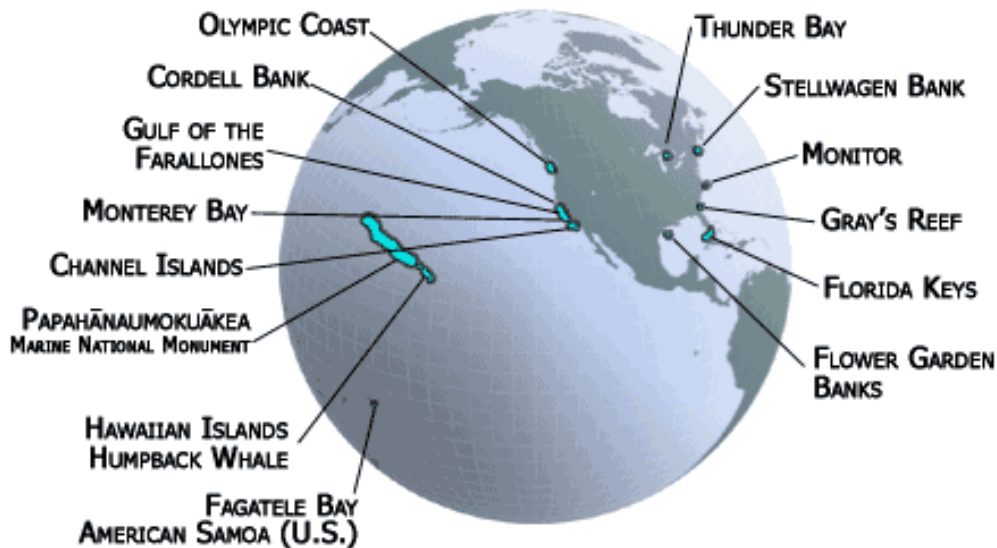 Olympic Coast
Cordell Bank
Gulf of the
Farallones
Monterey Bay
Channel Islands
Papahānaumokuākea
Marine National Monument
Hawaiian Islands
Humpback Whale
Fagatele Bay
American Samoa (U.S.)
Thunder Bay
Stellwagen Bank
Monitor
Gray's Reef
Florida Keys
Flower Garden
Banks